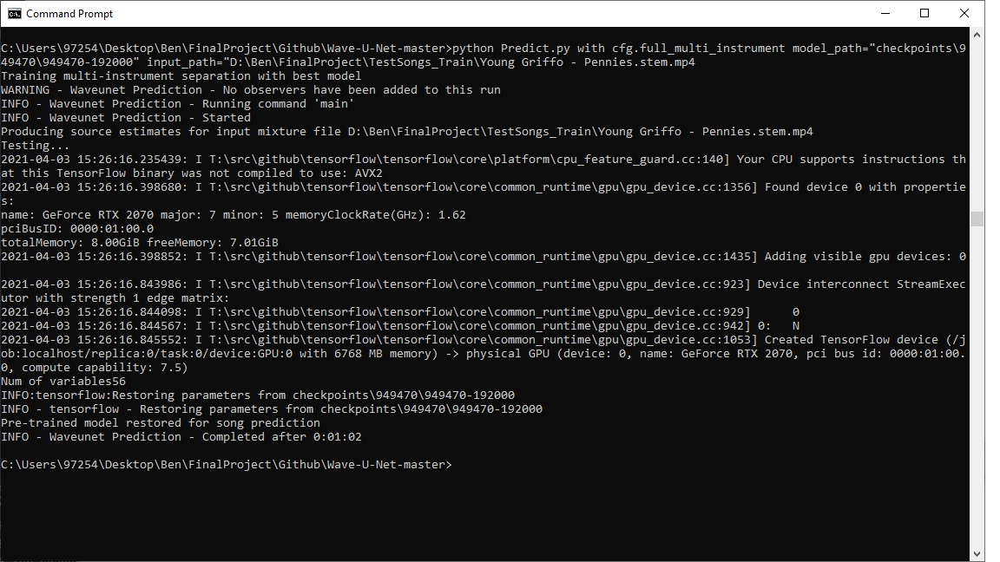 Command Prompt
C:\Users\97254\Desktop\Ben\FinalProject\Github\Wave-U-Net-master>python Predict.py with cfg.full_multi_instrument model_path="checkpoints\9
49470\949470-192000" input_path="D:\Ben\FinalProject\TestSongs_Train\Young Griffo - Pennies.stem.mp4
Training multi-instrument separation with best model
WARNING - Waveunet Prediction - No observers have been added to this run
INFO - Waveunet Prediction - Running command 'main'
INFO - Waveunet Prediction - Started
Producing source estimates for input mixture file D:\Ben\FinalProject\TestSongs_Train\Young Griffo - Pennies.stem.mp4
Testing...
2021-04-03 15:26:16.235439: I T:\src\github\tensorflow\tensorflow\core\platform\cpu_feature_guard.cc:140] Your CPU supports instructions th
at this TensorFlow binary was not compiled to use: AVX2
2021-04-03 15:26:16.398680: I T:\src\github\tensorflow\tensorflow\core\common_runtime\gpu\gpu_device.cc:1356] Found device 0 with propertie
s:
name: GeForce RTX 2070 major: 7 minor: 5 memoryClockRate(GHz): 1.62
pciBusID: 0000:01:00.0
totalMemory: 8.00GiB freeMemory: 7.01GiB
2021-04-03 15:26:16.398852: I T:\src\github\tensorflow\tensorflow\core\common_runtime\gpu\gpu_device.cc:1435] Adding visible gpu devices: 0
2021-04-03 15:26:16.843986: I T:\src\github\tensorflow\tensorflow\core\common_runtime\gpu\gpu_device.cc:923] Device interconnect StreamExec
utor with strength 1 edge matrix:
2021-04-03 15:26:16.844098: I T:\src\github\tensorflow\tensorflow\core\common_runtime\gpu\gpu_device.cc:929]      0
2021-04-03 15:26:16.844567: I T:\src\github\tensorflow\tensorflow\core\common_runtime\gpu\gpu_device.cc:942] 0:   N
2021-04-03 15:26:16.845552: I T:\src\github\tensorflow\tensorflow\core\common_runtime\gpu\gpu_device.cc:1053] Created TensorFlow device (/j
ob:localhost/replica:0/task:0/device:GPU:0 with 6768 MB memory) -> physical GPU (device: 0, name: GeForce RTX 2070, pci bus id: 0000:01:00.
0, compute capability: 7.5)
Num of variables56
INFO:tensorflow:Restoring parameters from checkpoints\949470\949470-192000
INFO - tensorflow - Restoring parameters from checkpoints\949470\949470-192000
Pre-trained model restored for song prediction
INFO - Waveunet Prediction - Completed after 0:01:02
C:\Users\97254\Desktop\Ben\FinalProject\Github\Wave-U-Net-master>